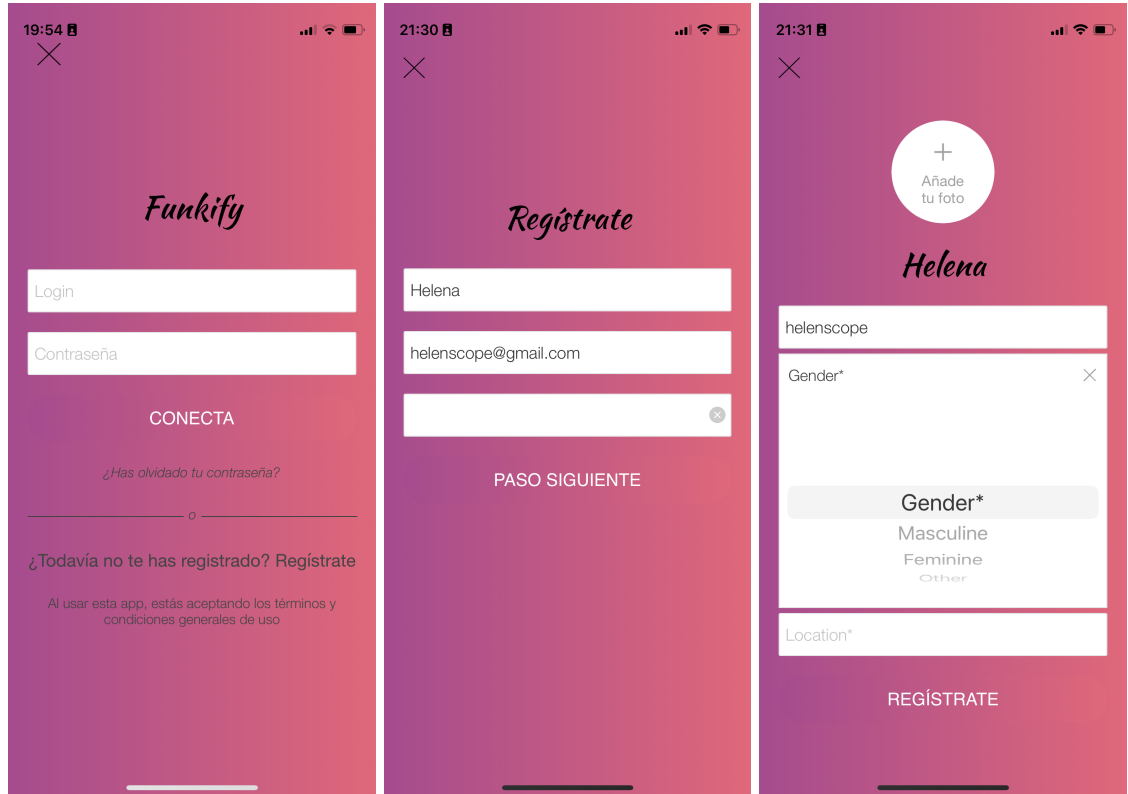 19:54
Funkify
Login
Contraseña
CONECTA
¿Has olvidado tu contraseña?
o
¿Todavía no te has registrado? Regístrate
Al usar esta app, estás aceptando los términos y
condiciones generales de uso
21:30
Regístrate
Helena
helenscope@gmail.com
PASO SIGUIENTE
21:31
Añade
tu foto
Helena
helenscope
Gender*
Gender*
Masculine
Feminine
Other
Location*
REGÍSTRATE